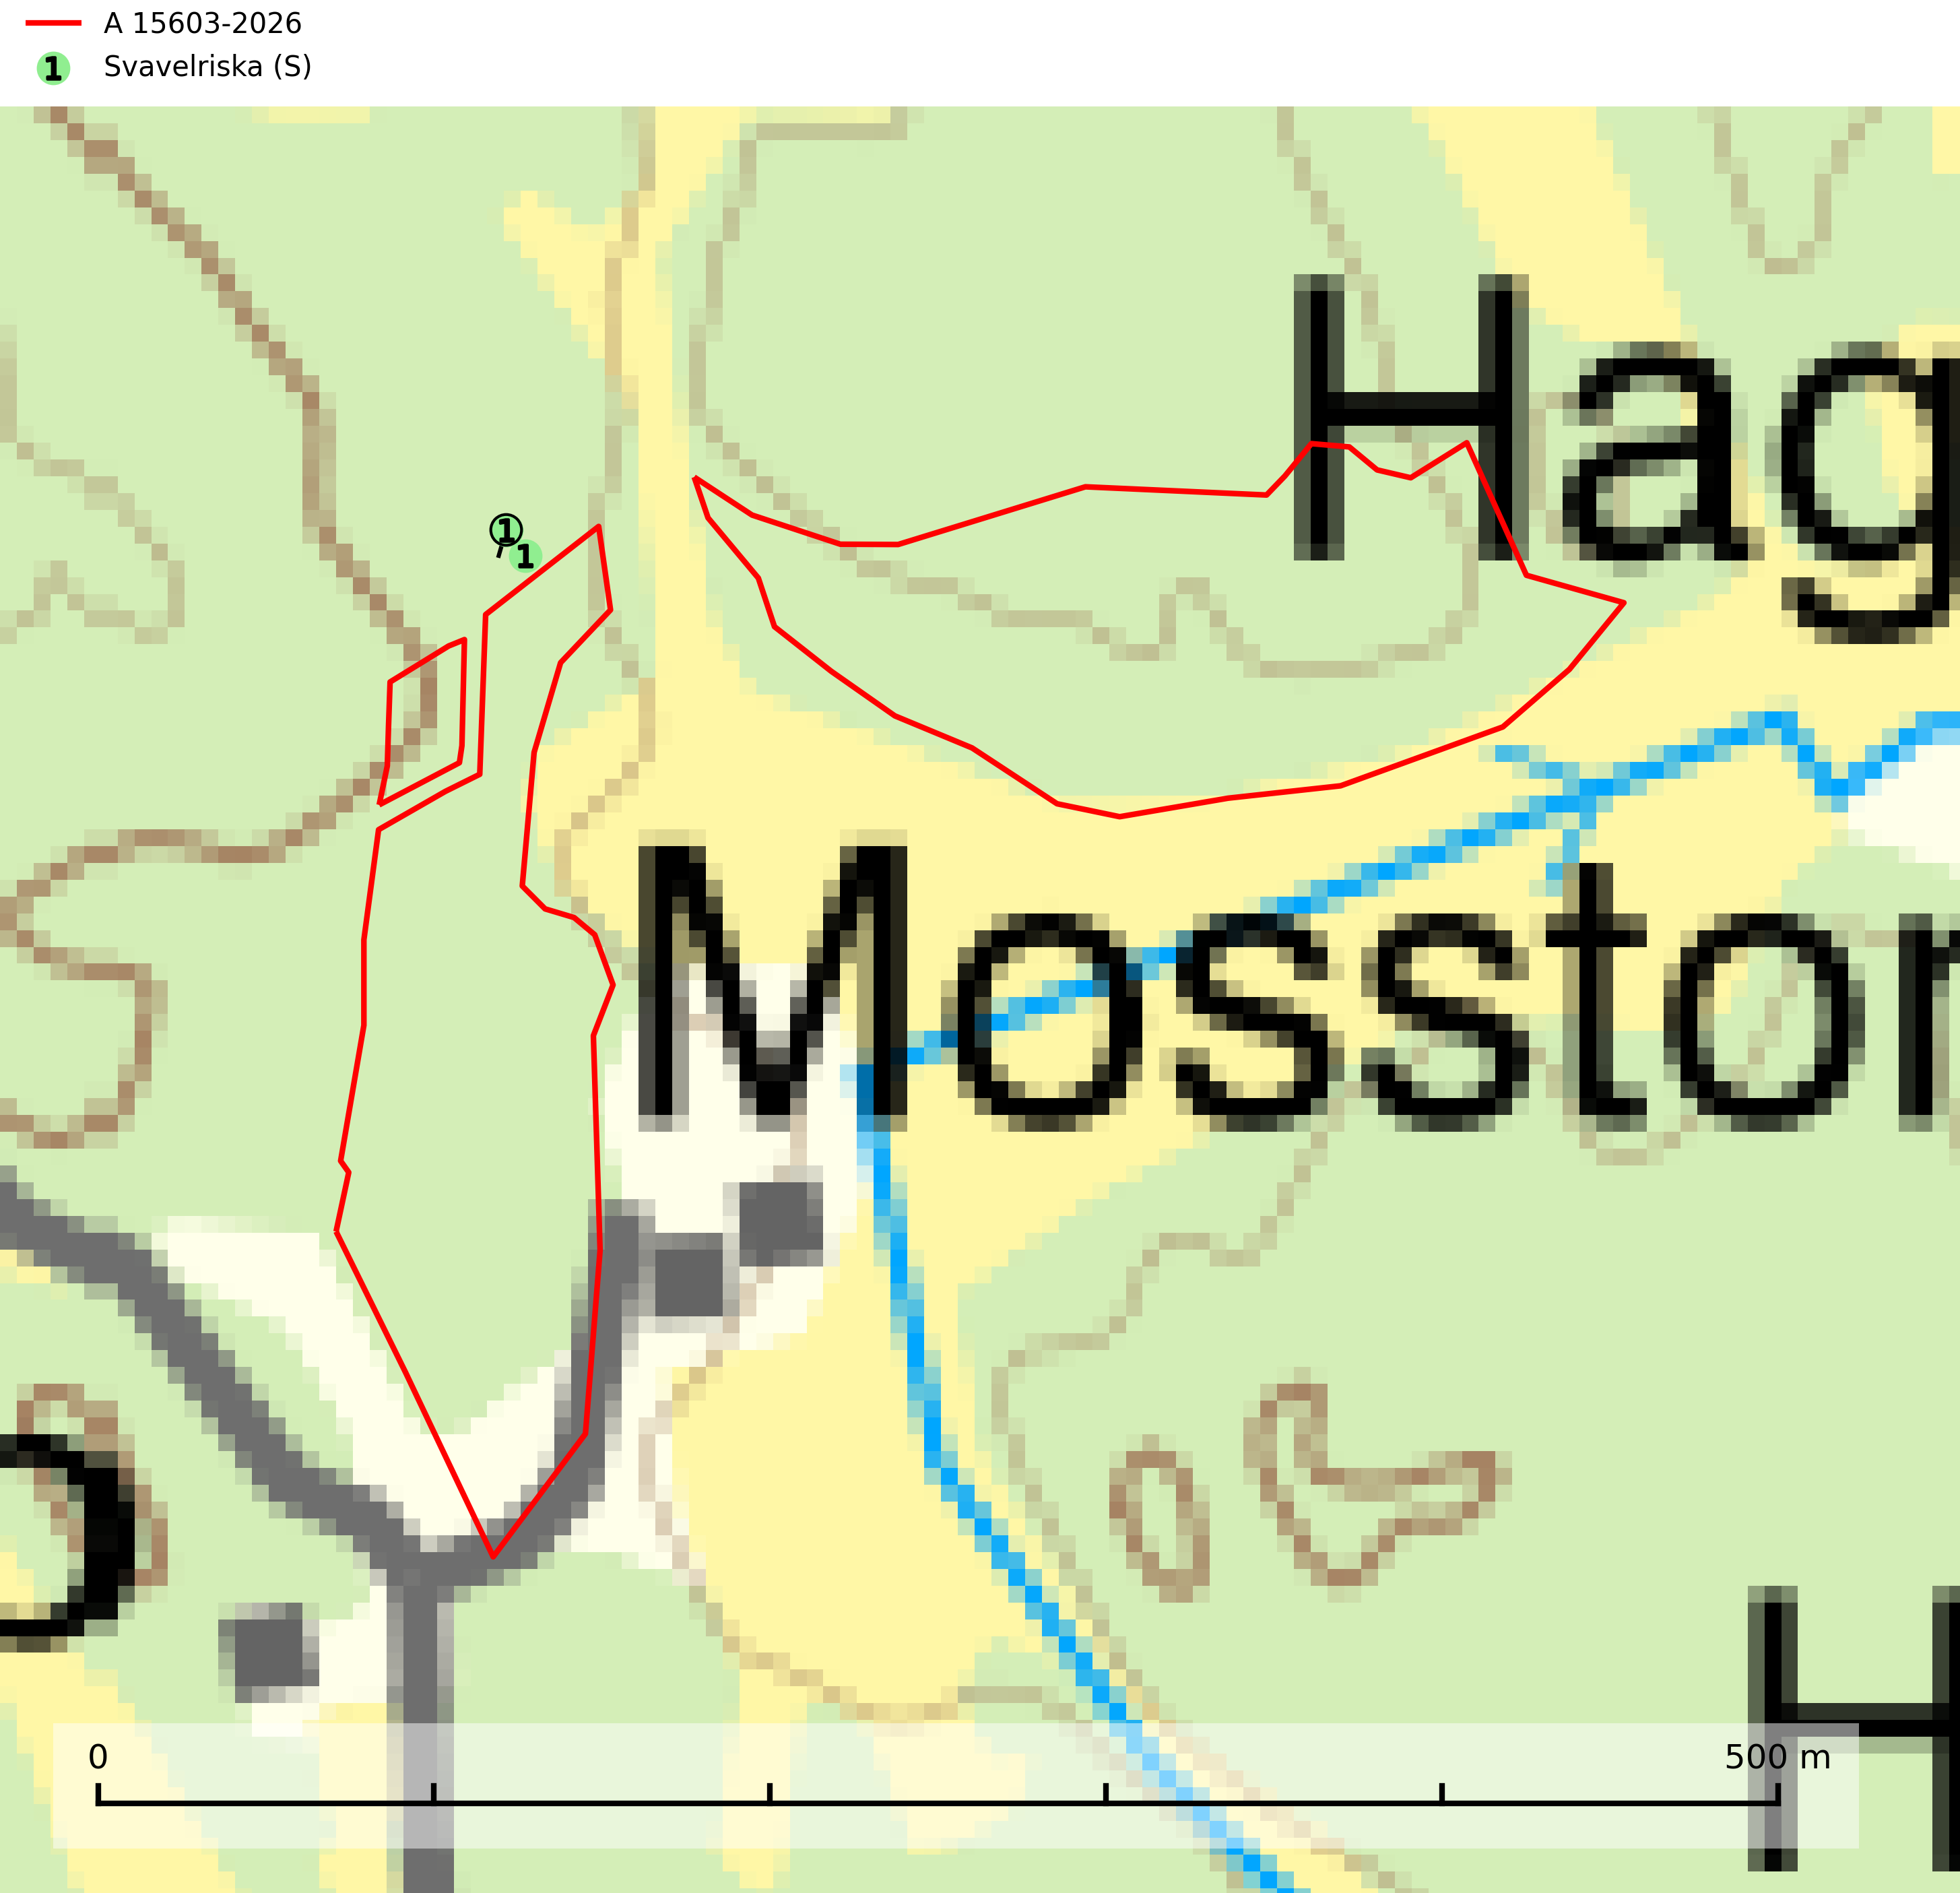 A 15603-2026
1 Svavelriska (S)
Hag
1
1
Mosstor
H
0 500 m